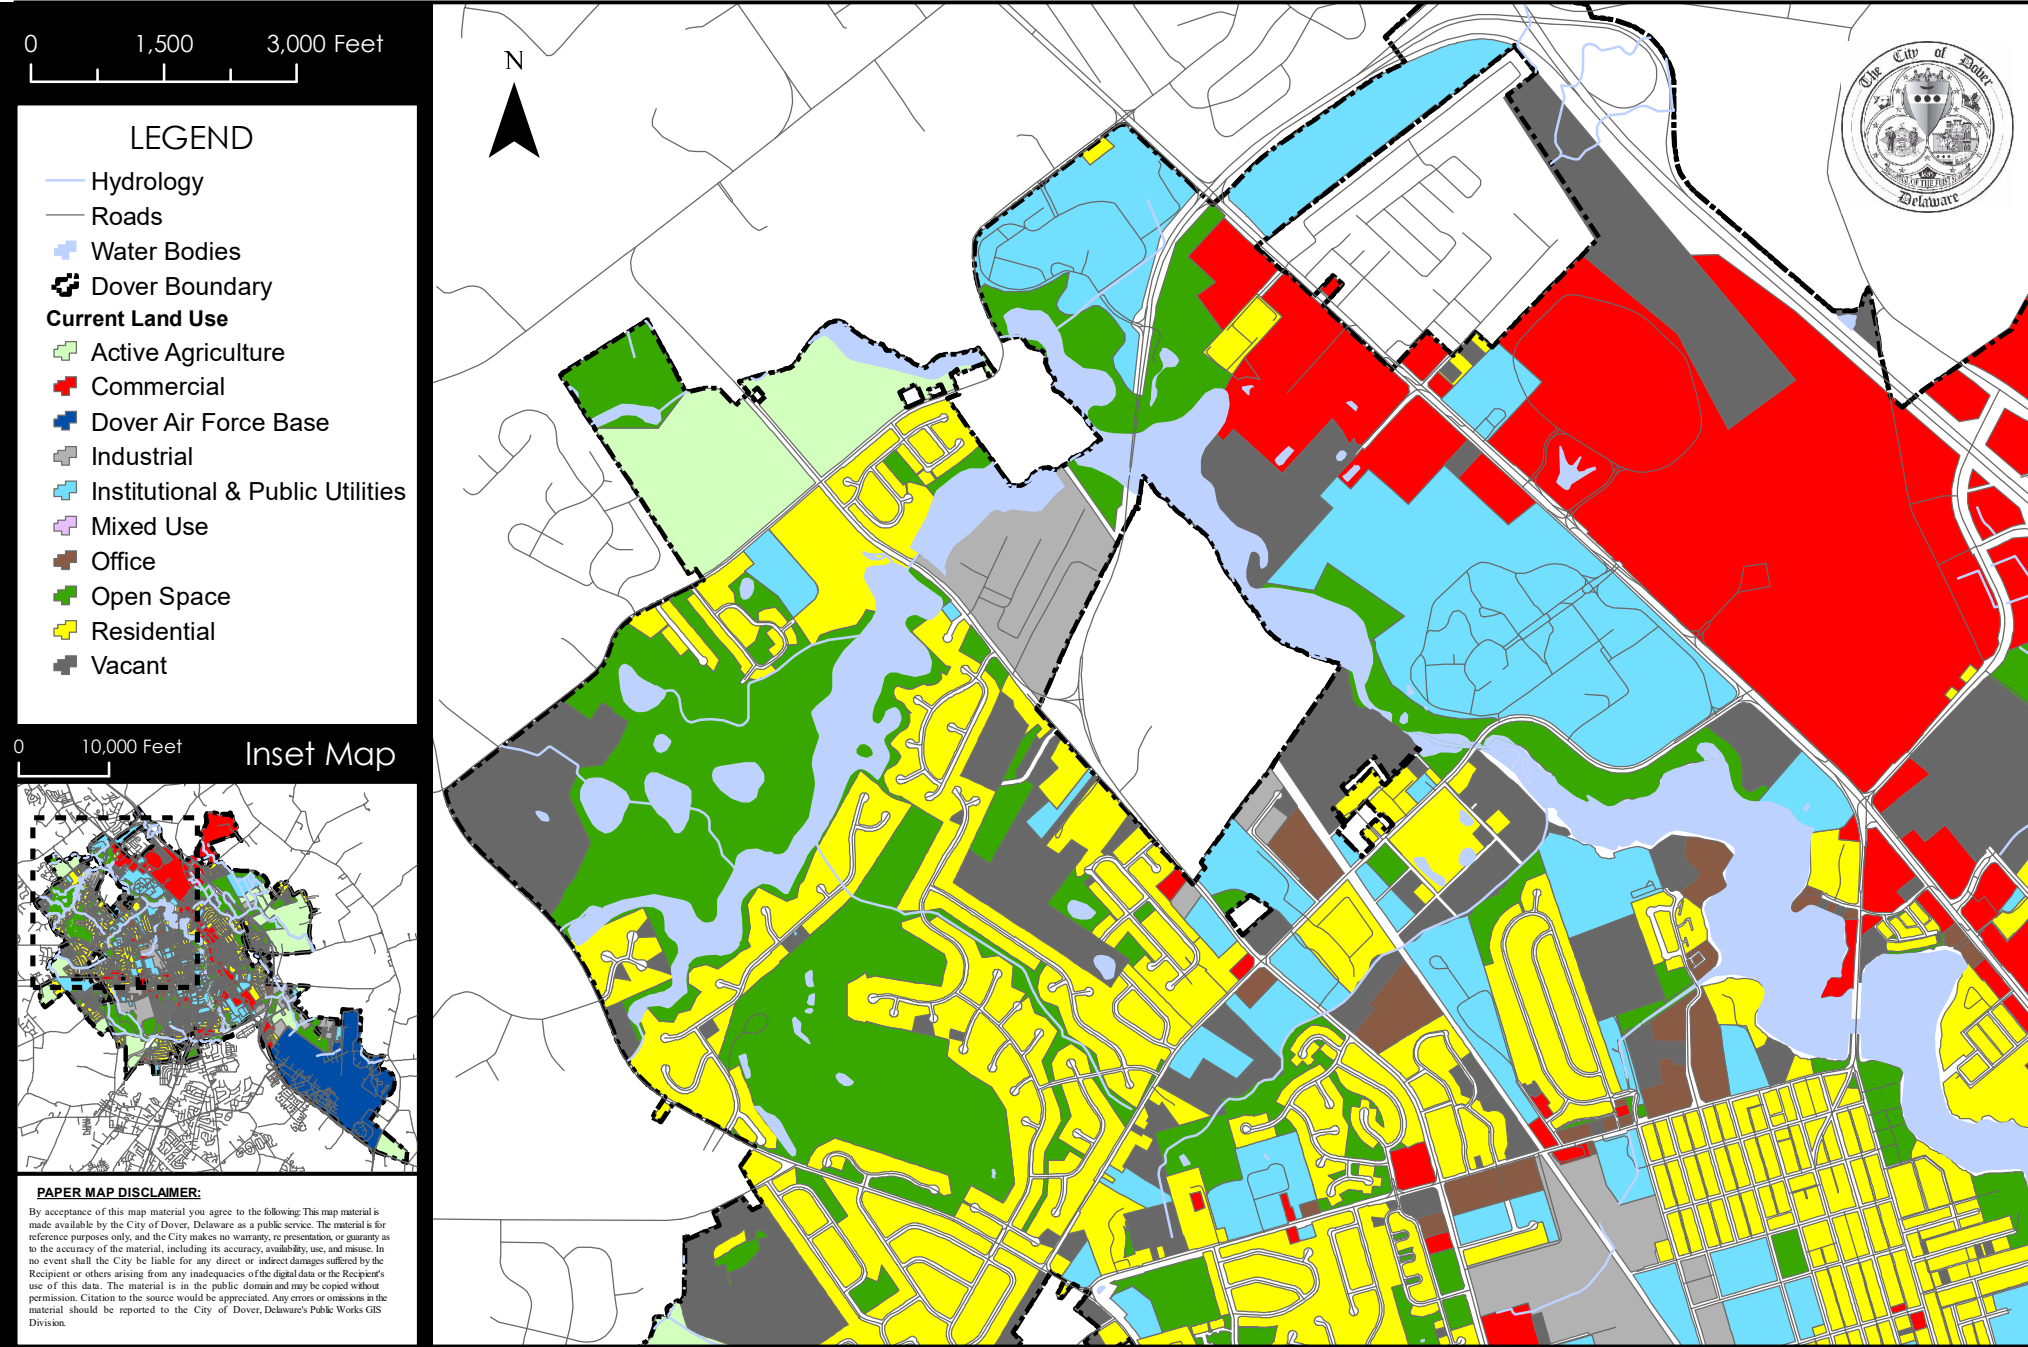 0 1,500 3,000 Feet
LEGEND
Hydrology
Roads
Water Bodies
Dover Boundary
Current Land Use
Active Agriculture
Commercial
Dover Air Force Base
Industrial
Institutional & Public Utilities
Mixed Use
Office
Open Space
Residential
Vacant
0 10,000 Feet
Inset Map
PAPER MAP DISCLAIMER:
By acceptance of this map material you agree to the following: This map material is
made available by the City of Dover, Delaware as a public service. The material is for
reference purposes only, and the City makes no warranty, re presentation, or guaranty as
to the accuracy of the material, including its accuracy, availability, use, and misuse. In
no event shall the City be liable for any direct or indirect damages suffered by the
Recipient or others arising from any inadequacies of the digital data or the Recipient's
use of this data. The material is in the public domain and may be copied without
permission. Citation to the source would be appreciated. Any errors or omissions in the
material should be reported to the City of Dover, Delaware's Public Works GIS
Division.
N
The City of Dover
Delaware